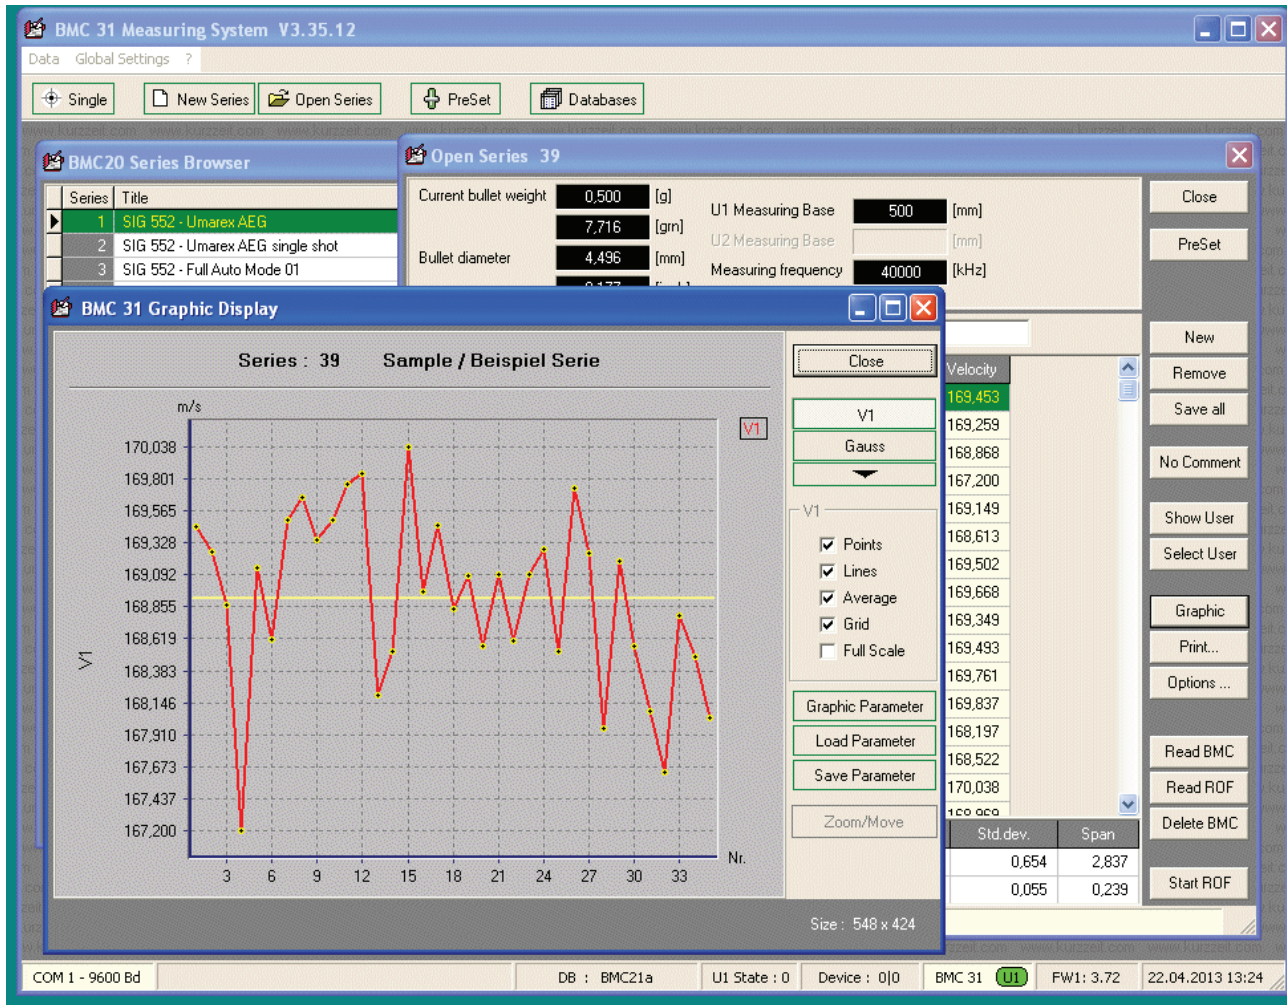 BMC 31 Measuring System V3.35.12
Data Global Settings ?
Single New Series Open Series PreSet Databases
BMC20 Series Browser
Series Title
1 SIG 552 - Umarex AEG
2 SIG 552 - Umarex AEG single shot
3 SIG 552 - Full Auto Mode 01
Open Series 39
Current bullet weight 0,500 [g]
7,716 [grn]
Bullet diameter 4,496 [mm]
U1 Measuring Base 500 [mm]
U2 Measuring Base [mm]
Measuring frequency 40000 [kHz]
Close
PreSet
New
Remove
Save all
No Comment
Show User
Select User
Graphic
Print...
Options ...
Read BMC
Read ROF
Delete BMC
Start ROF
Velocity
169,453
169,259
168,868
167,200
169,149
168,613
169,502
169,668
169,349
169,493
169,761
169,837
168,197
168,522
170,038
Std.dev. Span
0,654 2,837
0,055 0,239
BMC 31 Graphic Display
Series : 39 Sample / Beispiel Serie
m/s
V1
170,038
169,801
169,565
169,328
169,092
168,855
168,619
168,383
168,146
167,910
167,673
167,437
167,200
V1
3 6 9 12 15 18 21 24 27 30 33
Nr.
Close
V1
Gauss
V1
Points
Lines
Average
Grid
Full Scale
Graphic Parameter
Load Parameter
Save Parameter
Zoom/Move
Size : 548 x 424
COM 1 - 9600 Bd DB : BMC21a U1 State : 0 Device : 0|0 BMC 31 U1 FW1: 3.72 22.04.2013 13:24